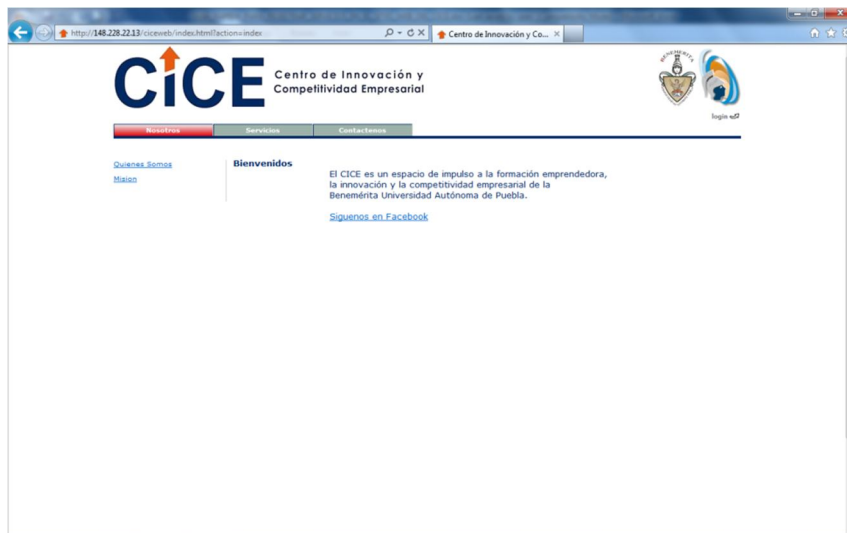 http://148.228.22.13/ciceweb/index.html?action=index
Centro de Innovación y Co...
CiCE
Centro de Innovación y
Competitividad Empresarial
BENEMÉRITA
login
Nosotros
Servicios
Contactenos
Quienes Somos
Mision
Bienvenidos
El CICE es un espacio de impulso a la formación emprendedora,
la innovación y la competitividad empresarial de la
Benemérita Universidad Autónoma de Puebla.
Siguenos en Facebook